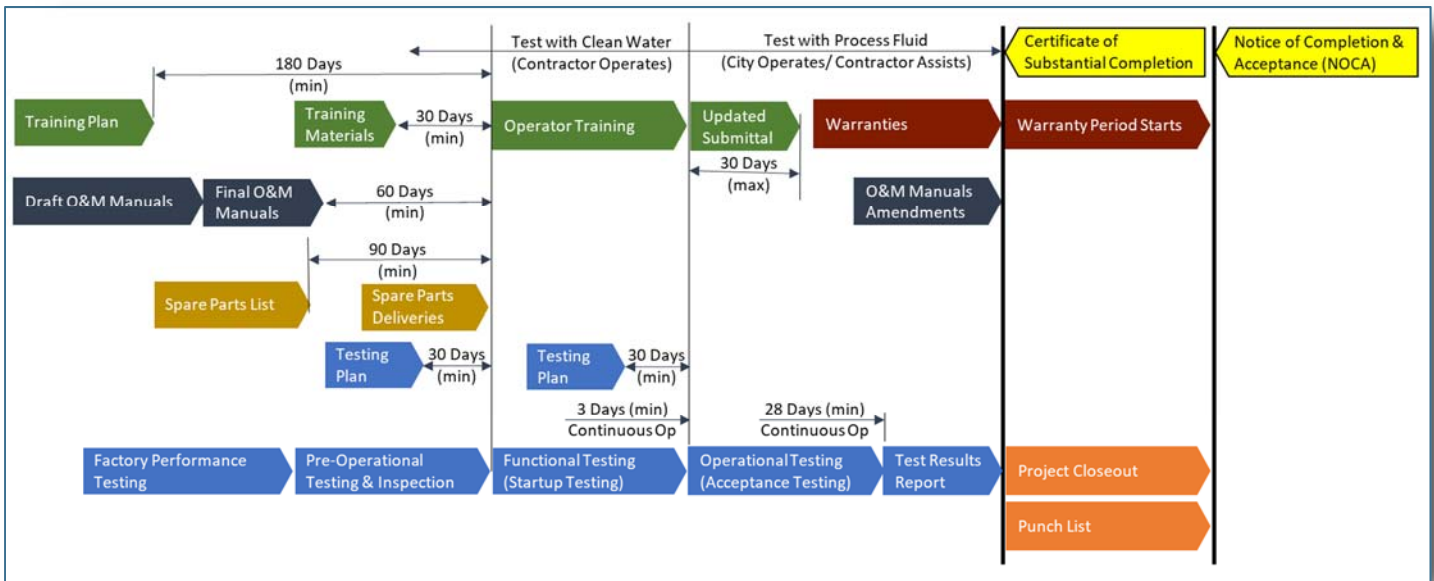 Test with Clean Water
(Contractor Operates)
Test with Process Fluid
(City Operates/ Contractor Assists)
Certificate of
Substantial Completion
Notice of Completion &
Acceptance (NOCA)
180 Days
(min)
Training Plan
Training
Materials
30 Days
(min)
Operator Training
Updated
Submittal
Warranties
Warranty Period Starts
30 Days
(max)
Draft O&M Manuals
Final O&M
Manuals
60 Days
(min)
O&M Manuals
Amendments
90 Days
(min)
Spare Parts List
Spare Parts
Deliveries
Testing
Plan
30 Days
(min)
Testing
Plan
30 Days
(min)
3 Days (min)
Continuous Op
28 Days (min)
Continuous Op
Factory Performance
Testing
Pre-Operational
Testing & Inspection
Functional Testing
(Startup Testing)
Operational Testing
(Acceptance Testing)
Test Results
Report
Project Closeout
Punch List